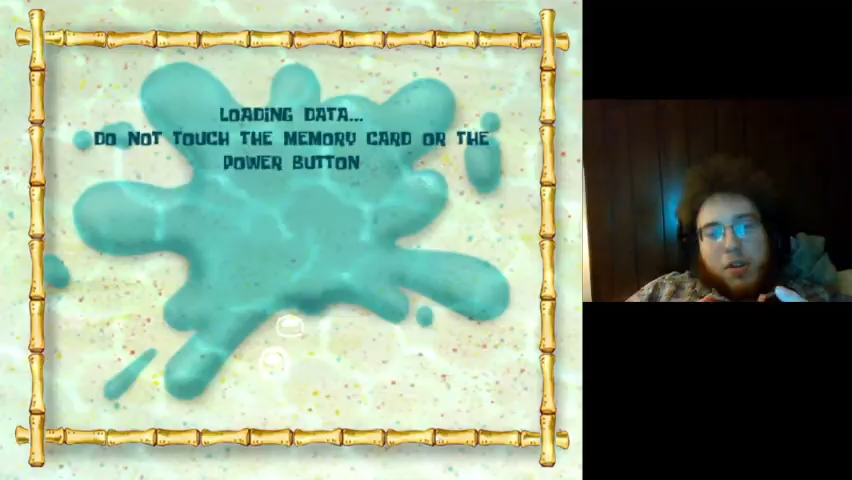 LOADING DATA...
DO NOT TOUCH THE MEMORY CARD OR THE
POWER BUTTON